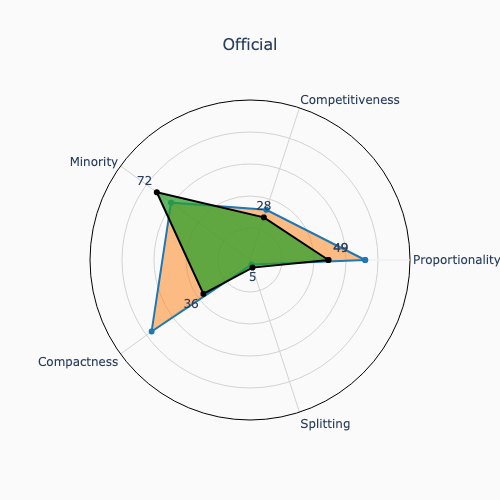 Official
Competitiveness
Minority
72
28
49
Proportionality
5
36
Compactness
Splitting